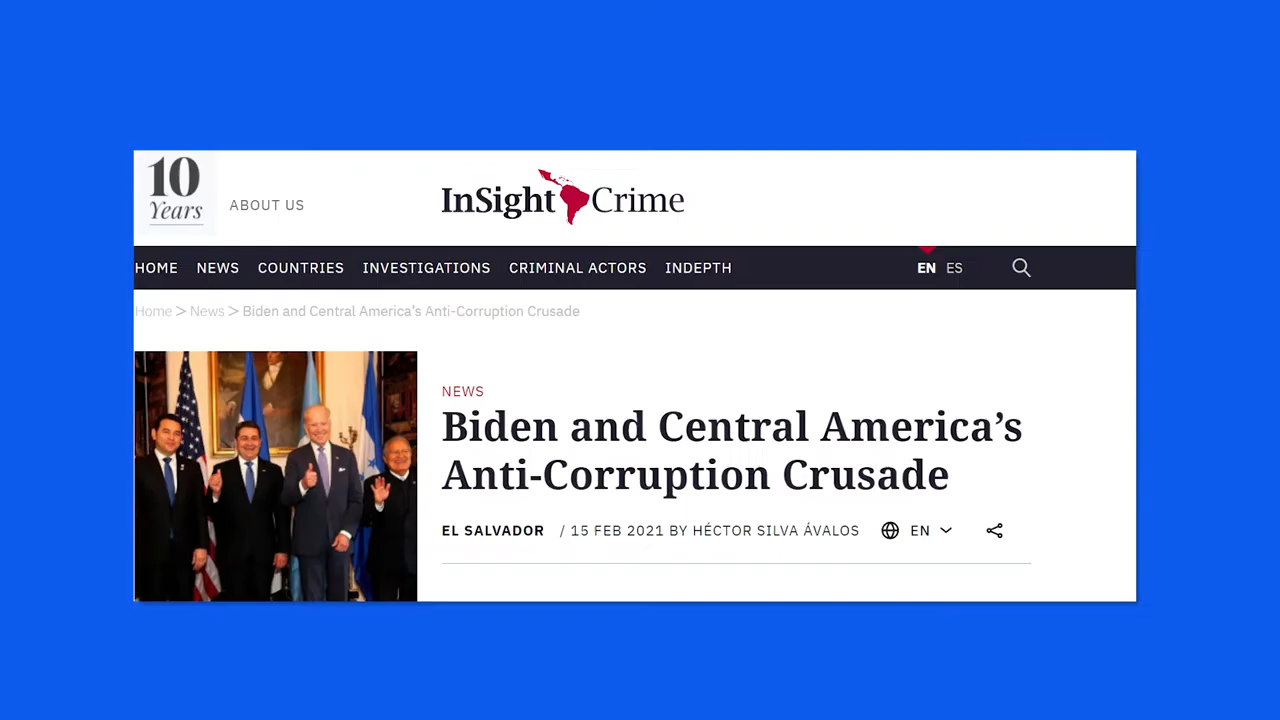 10
Years
ABOUT US
InSight Crime
HOME NEWS COUNTRIES INVESTIGATIONS CRIMINAL ACTORS INDEPTH EN ES
Home > News > Biden and Central America's Anti-Corruption Crusade
NEWS
Biden and Central America’s
Anti-Corruption Crusade
EL SALVADOR / 15 FEB 2021 BY HÉCTOR SILVA ÁVALOS EN